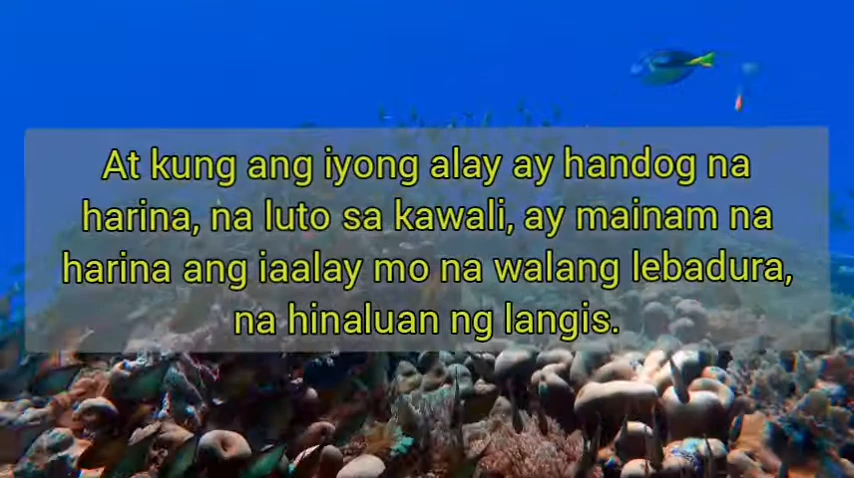 At kung ang iyong alay ay handog na
harina, na luto sa kawali, ay mainam na
harina ang iaalay mo na walang lebadura,
na hinaluan ng langis.